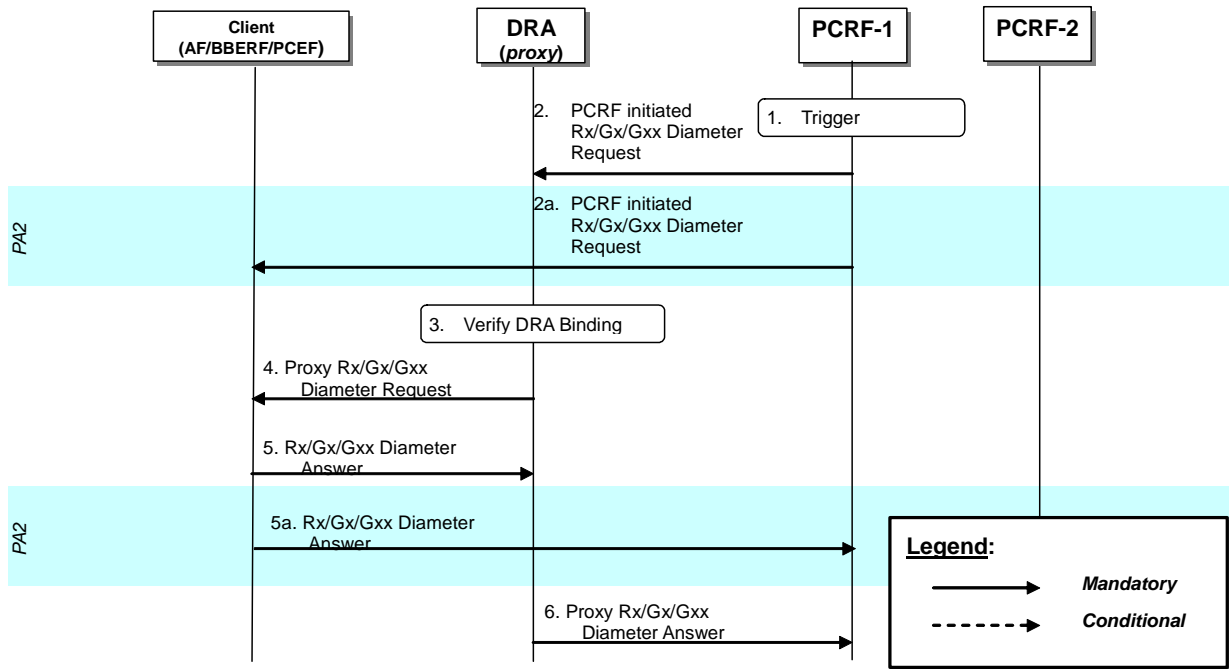 Client
(AF/BBERF/PCEF)
DRA
(proxy)
PCRF-1
PCRF-2
1. Trigger
2. PCRF initiated
Rx/Gx/Gxx Diameter
Request
PA2
2a. PCRF initiated
Rx/Gx/Gxx Diameter
Request
3. Verify DRA Binding
4. Proxy Rx/Gx/Gxx
Diameter Request
5. Rx/Gx/Gxx Diameter
Answer
PA2
5a. Rx/Gx/Gxx Diameter
Answer
6. Proxy Rx/Gx/Gxx
Diameter Answer
Legend:
Mandatory
Conditional